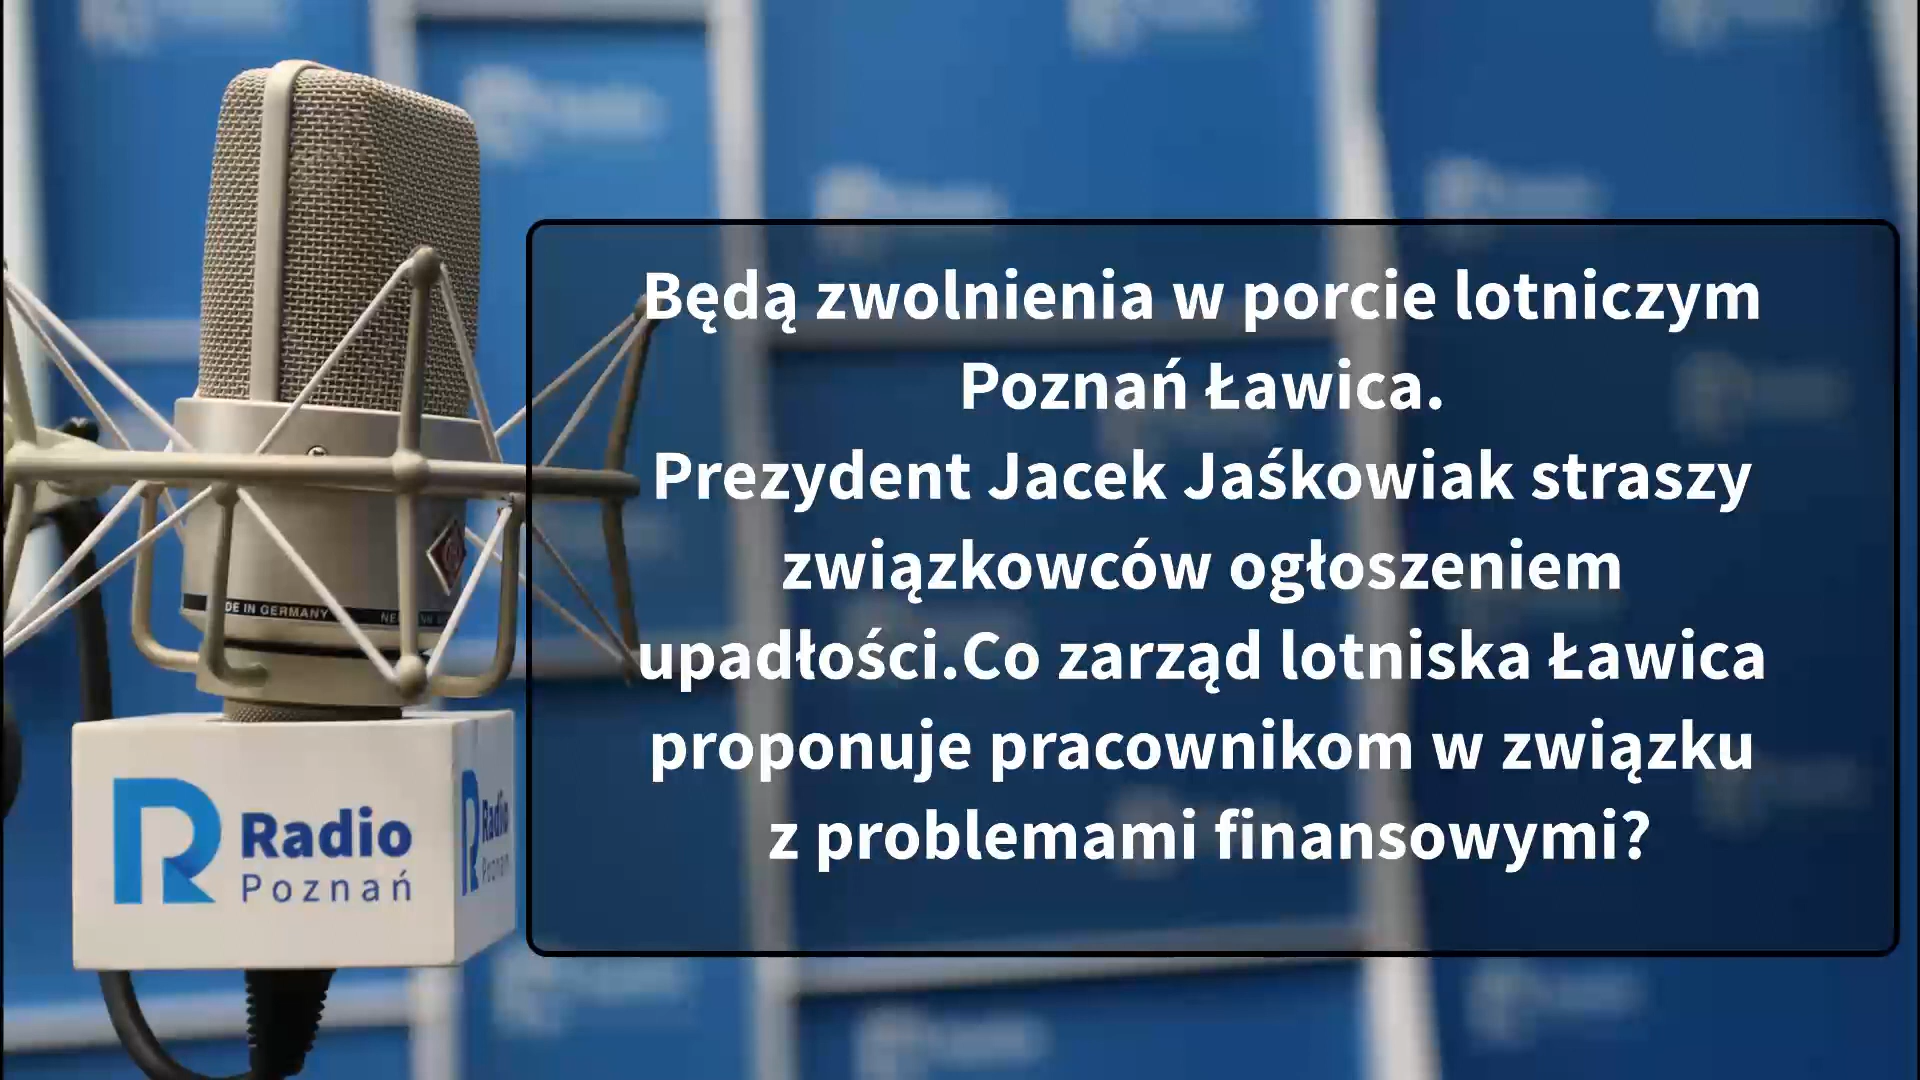 Będą zwolnienia w porcie lotniczym
Poznań Ławica.
Prezydent Jacek Jaśkowiak straszy
związkowców ogłoszeniem
upadłości.Co zarząd lotniska Ławica
proponuje pracownikom w związku
z problemami finansowymi?
DE IN GERMANY
R Radio
Poznań
R Radio
Poznań